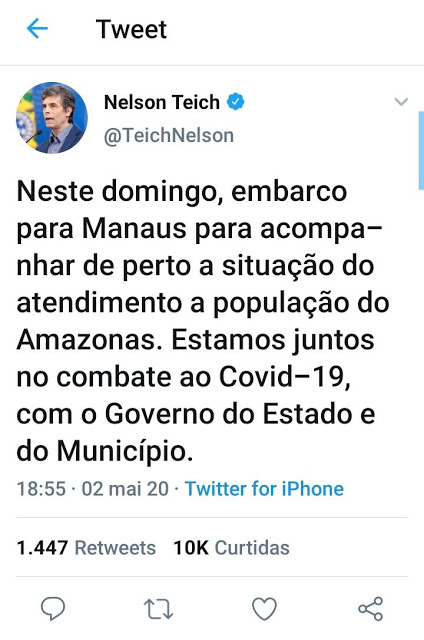 Tweet
Nelson Teich
@TeichNelson
Neste domingo, embarco
para Manaus para acompa–
nhar de perto a situação do
atendimento a população do
Amazonas. Estamos juntos
no combate ao Covid–19,
com o Governo do Estado e
do Município.
18:55 · 02 mai 20 · Twitter for iPhone
1.447 Retweets 10K Curtidas